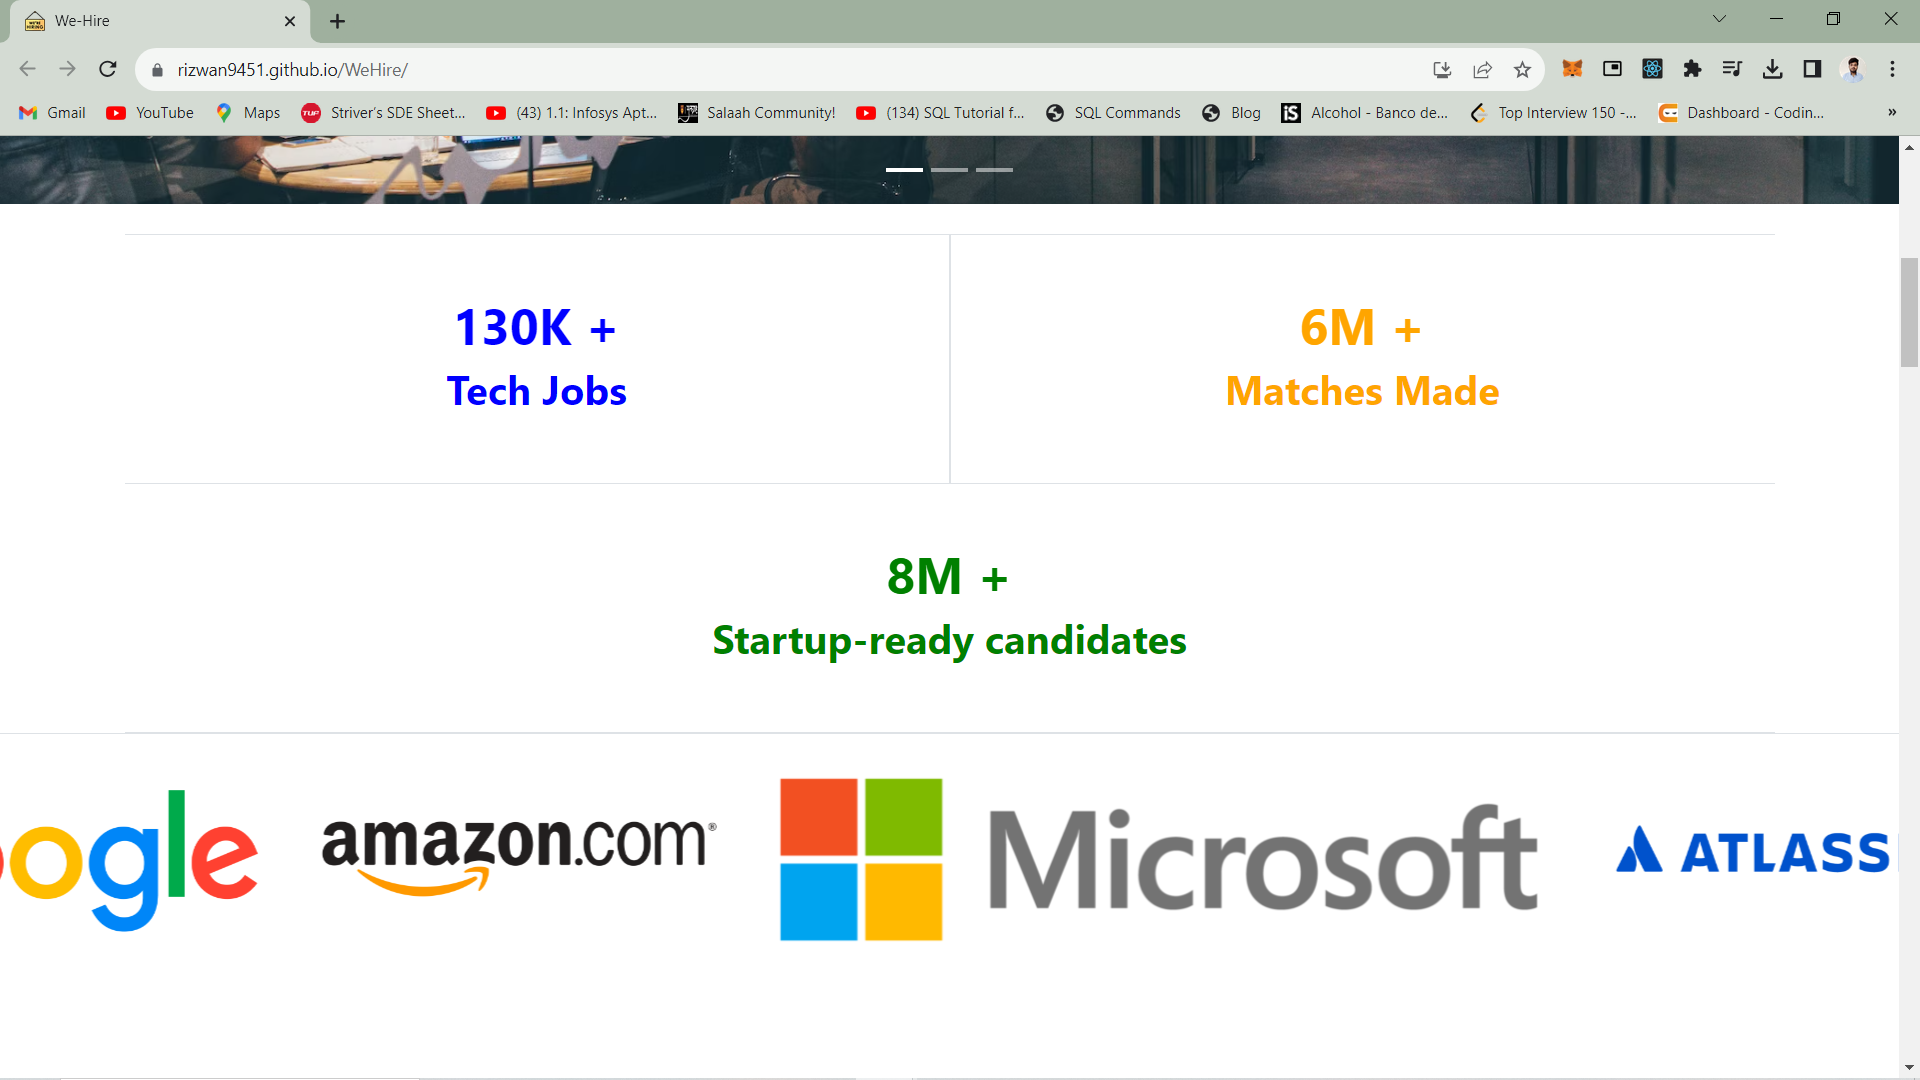 We-Hire
rizwan9451.github.io/WeHire/
Gmail YouTube Maps Striver's SDE Sheet... (43) 1.1: Infosys Apt... Salaah Community! (134) SQL Tutorial f... SQL Commands Blog Alcohol - Banco de... Top Interview 150 -... Dashboard - Codin... »
130K +
Tech Jobs
6M +
Matches Made
8M +
Startup-ready candidates
ogle amazon.com® Microsoft ATLASS